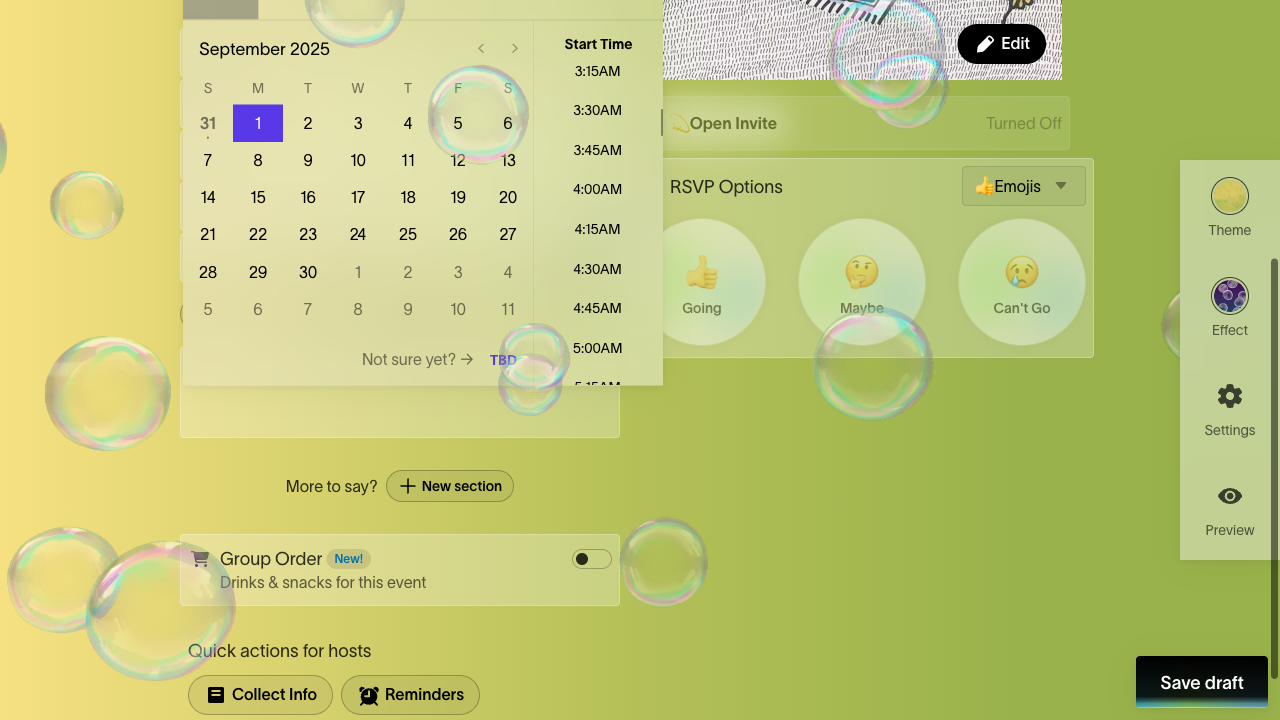 September 2025
S M T W T F S
31 1 2 3 4 5 6
7 8 9 10 11 12 13
14 15 16 17 18 19 20
21 22 23 24 25 26 27
28 29 30 1 2 3 4
5 6 7 8 9 10 11
Not sure yet? → TBD
Start Time
3:15AM
3:30AM
3:45AM
4:00AM
4:15AM
4:30AM
4:45AM
5:00AM
5:15AM
Edit
💫Open Invite
Turned Off
RSVP Options
👍Emojis
👍
Going
🤔
Maybe
😢
Can't Go
Theme
Effect
Settings
Preview
More to say?
+ New section
Group Order New!
Drinks & snacks for this event
Quick actions for hosts
Collect Info
Reminders
Save draft